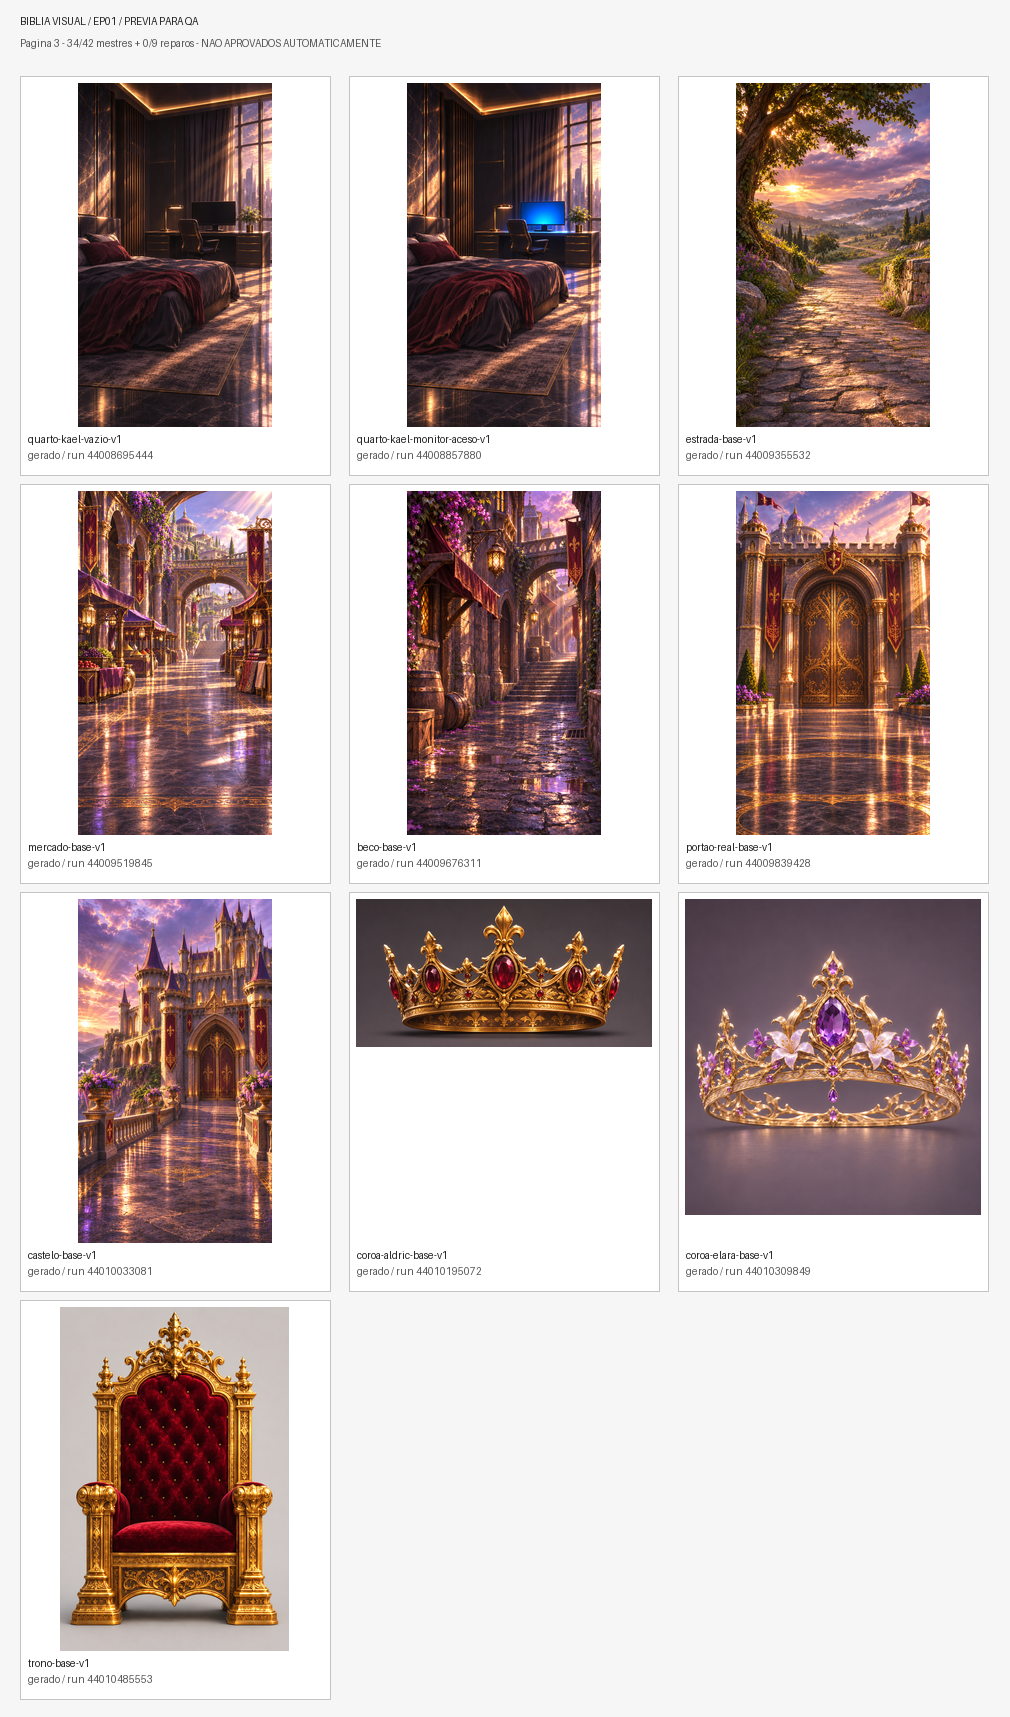 BIBLIA VISUAL / EP01 / PREVIA PARA QA
Pagina 3 - 34/42 mestres + 0/9 reparos - NAO APROVADOS AUTOMATICAMENTE
quarto-kael-vazio-v1
gerado / run 44008695444
quarto-kael-monitor-aceso-v1
gerado / run 44008857880
estrada-base-v1
gerado / run 44009355532
mercado-base-v1
gerado / run 44009519845
beco-base-v1
gerado / run 44009676311
portao-real-base-v1
gerado / run 44009839428
castelo-base-v1
gerado / run 44010033081
coroa-aldric-base-v1
gerado / run 44010195072
coroa-elara-base-v1
gerado / run 44010309849
trono-base-v1
gerado / run 44010485553